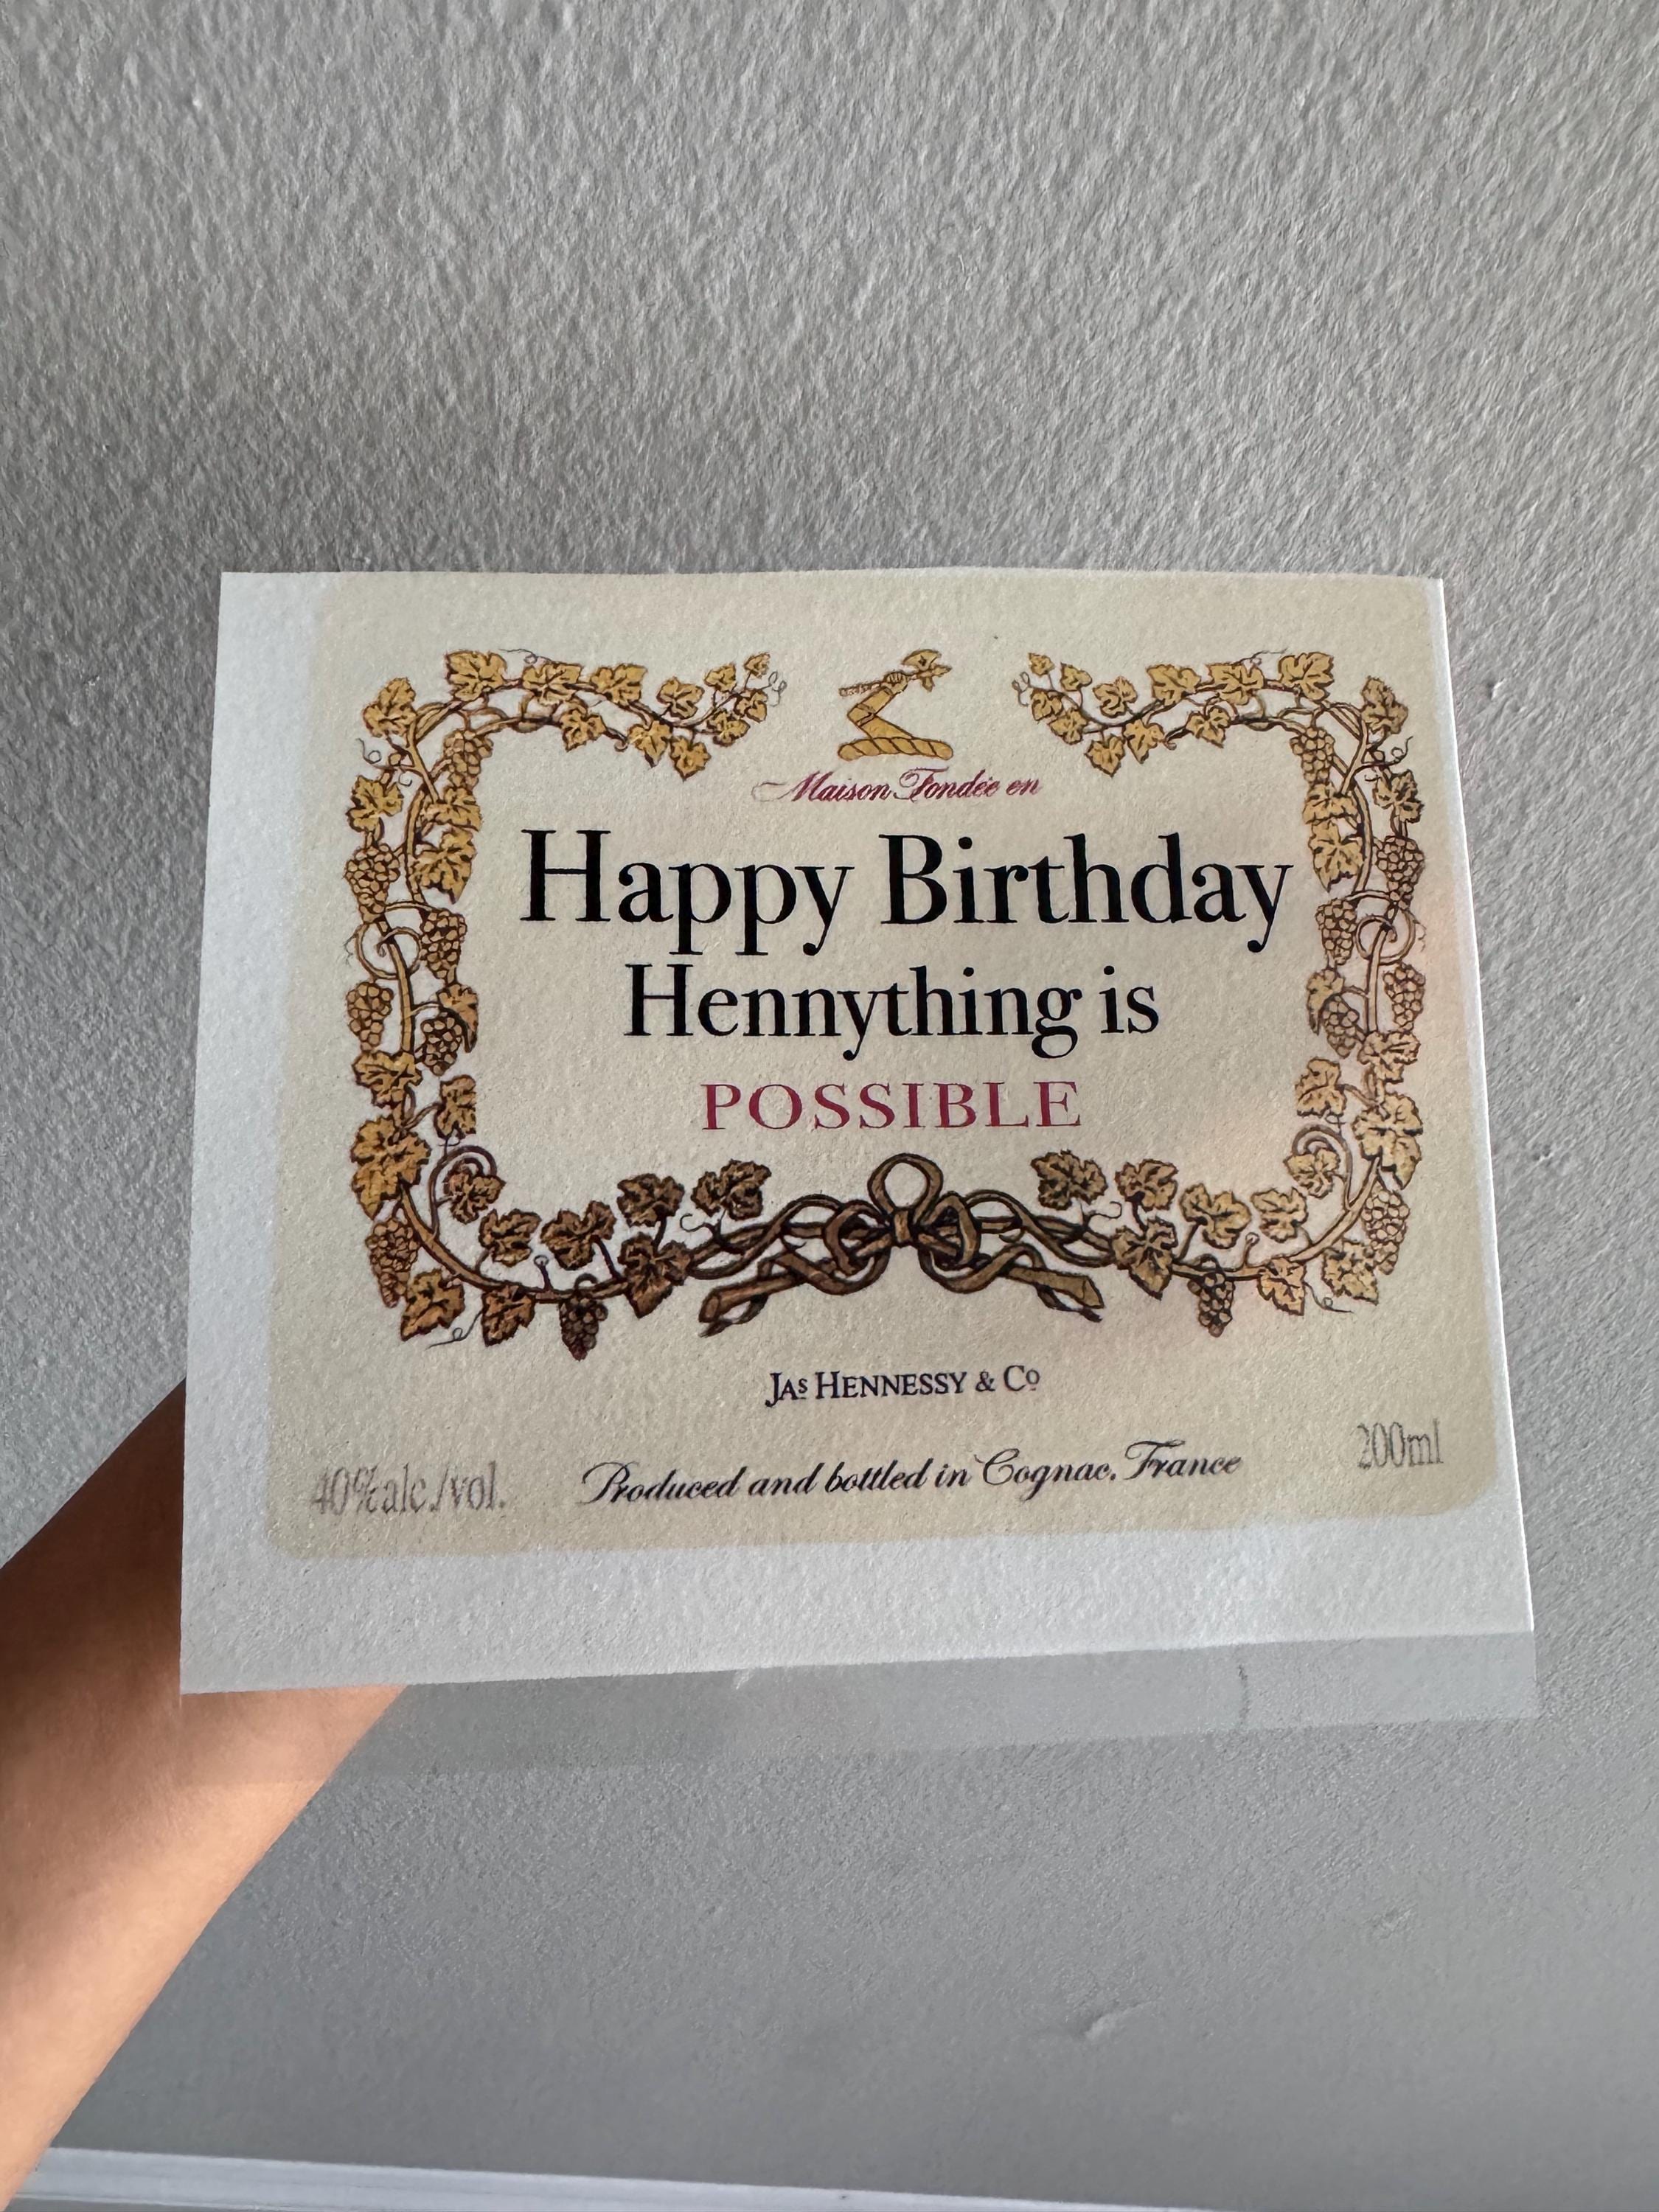 Maison Fondée en
Happy Birthday
Hennything is
POSSIBLE
JAS HENNESSY & CO
40%alc./vol.
Produced and bottled in Cognac. France
200ml